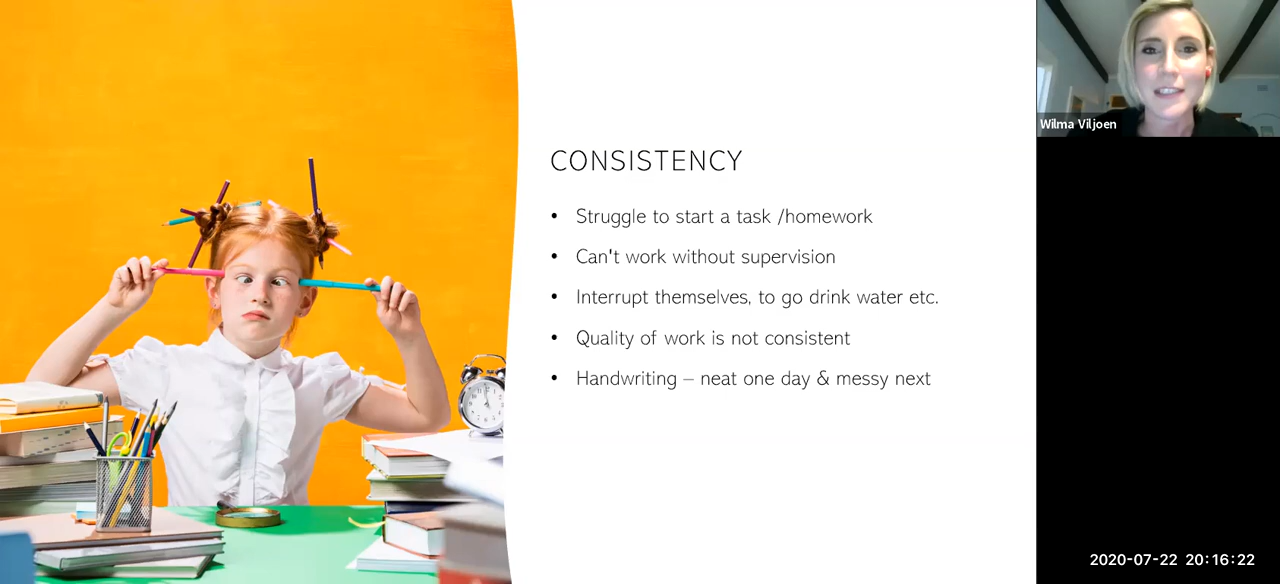 CONSISTENCY
• Struggle to start a task /homework
• Can't work without supervision
• Interrupt themselves, to go drink water etc.
• Quality of work is not consistent
• Handwriting – neat one day & messy next
Wilma Viljoen
2020-07-22 20:16:22